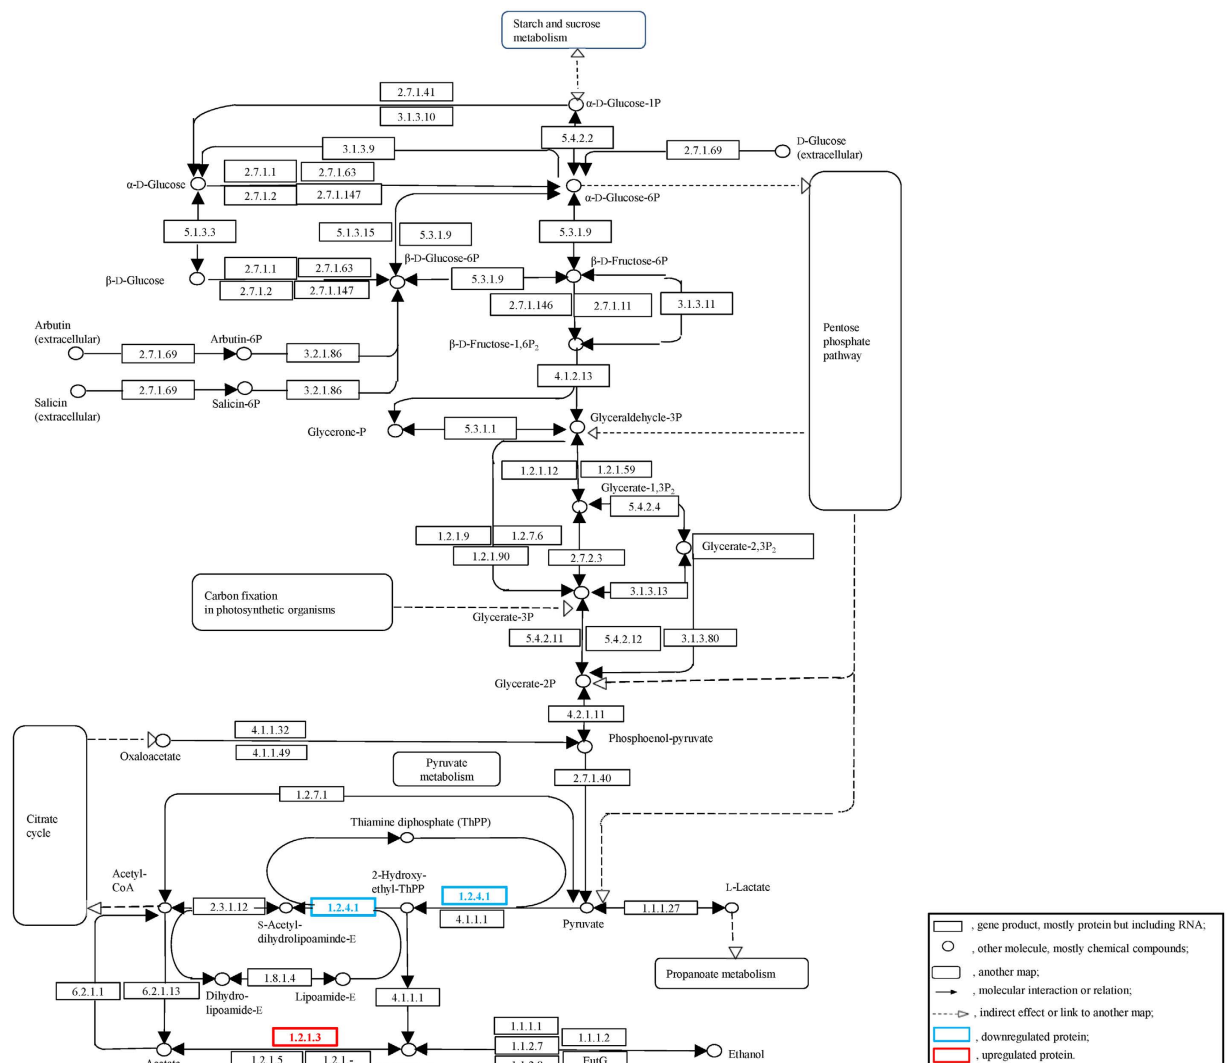 Starch and sucrose
metabolism
2.7.1.41
α-D-Glucose-1P
3.1.3.10
5.4.2.2
D-Glucose
(extracellular)
3.1.3.9
2.7.1.69
2.7.1.1
2.7.1.63
α-D-Glucose
2.7.1.2
2.7.1.147
α-D-Glucose-6P
5.1.3.3
5.1.3.15
5.3.1.9
5.3.1.9
β-D-Glucose-6P
β-D-Fructose-6P
2.7.1.1
2.7.1.63
β-D-Glucose
5.3.1.9
2.7.1.2
2.7.1.147
2.7.1.146
2.7.1.11
3.1.3.11
Arbutin
(extracellular)
Arbutin-6P
β-D-Fructose-1,6P2
2.7.1.69
3.2.1.86
Pentose
phosphate
pathway
4.1.2.13
2.7.1.69
3.2.1.86
Salicin
(extracellular)
Salicin-6P
Glyceraldehycle-3P
Glycerone-P
5.3.1.1
1.2.1.12
1.2.1.59
Glycerate-1,3P2
5.4.2.4
1.2.1.9
1.2.7.6
1.2.1.90
2.7.2.3
Glycerate-2,3P2
3.1.3.13
Carbon fixation
in photosynthetic organisms
Glycerate-3P
5.4.2.11
5.4.2.12
3.1.3.80
Glycerate-2P
4.2.1.11
4.1.1.32
Oxaloacetate
4.1.1.49
Phosphoenol-pyruvate
Pyruvate
metabolism
2.7.1.40
1.2.7.1
Citrate
cycle
Thiamine diphosphate (ThPP)
Acetyl-
CoA
2-Hydroxy-
ethyl-ThPP
1.2.4.1
L-Lactate
2.3.1.12
1.2.4.1
4.1.1.1
1.1.1.27
S-Acetyl-
dihydrolipoaminde-E
Pyruvate
1.8.1.4
Propanoate metabolism
6.2.1.1
6.2.1.13
Dihydro-
lipoamide-E
Lipoamide-E
4.1.1.1
1.2.1.3
1.1.1.1
1.1.1.2
1.1.2.7
Ethanol
Acetate
1.2.1.5
1.2.1.-
1.1.2.8
EutG
, gene product, mostly protein but including RNA;
, other molecule, mostly chemical compounds;
, another map;
, molecular interaction or relation;
, indirect effect or link to another map;
, downregulated protein;
, upregulated protein.